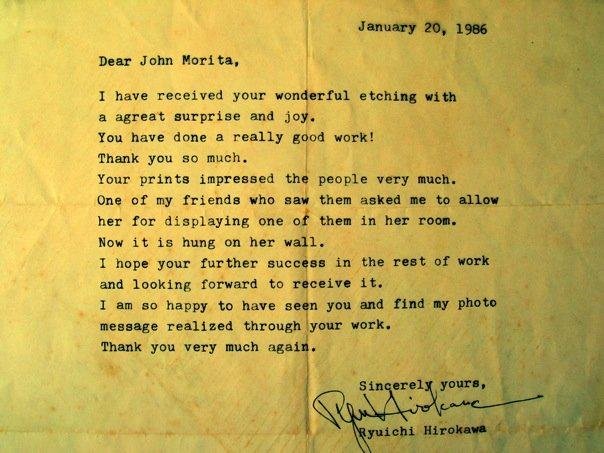 January 20, 1986
Dear John Morita,
I have received your wonderful etching with
a agreat surprise and joy.
You have done a really good work!
Thank you so much.
Your prints impressed the people very much.
One of my friends who saw them asked me to allow
her for displaying one of them in her room.
Now it is hung on her wall.
I hope your further success in the rest of work
and looking forward to receive it.
I am so happy to have seen you and find my photo
message realized through your work.
Thank you very much again.
Sincerely yours,
Ryu Hirokawa
Ryuichi Hirokawa